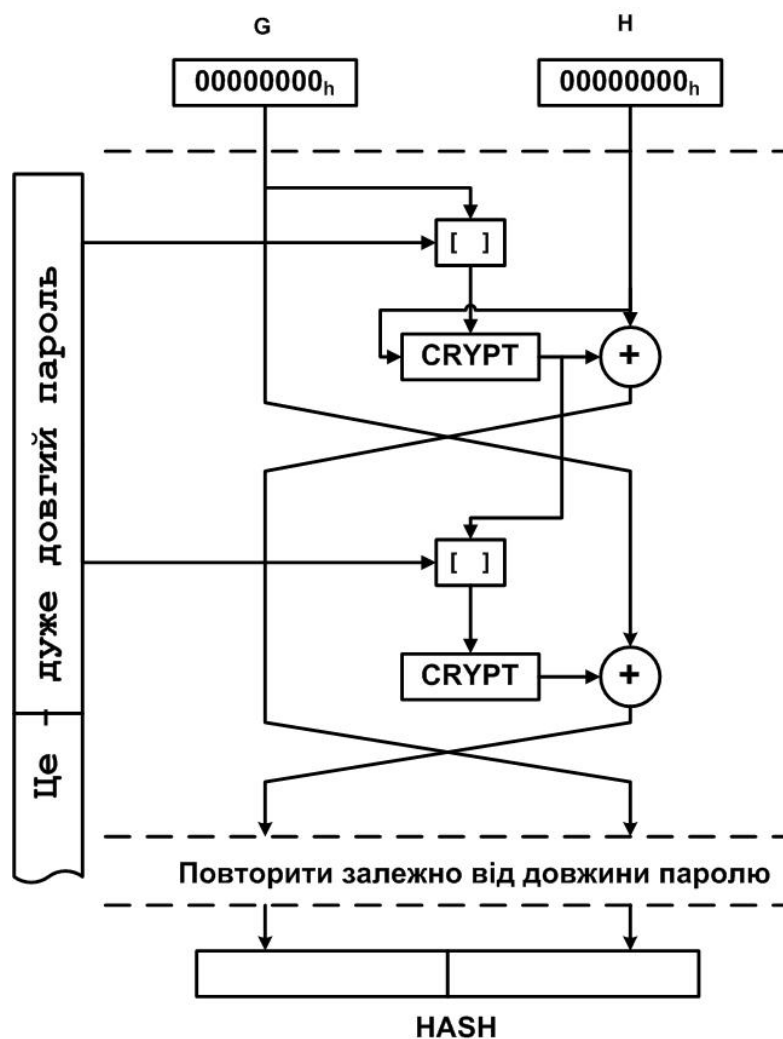 G
H
00000000h
00000000h
[ ]
CRYPT
+
Це - дуже довгий пароль
[ ]
CRYPT
+
Повторити залежно від довжини паролю
HASH